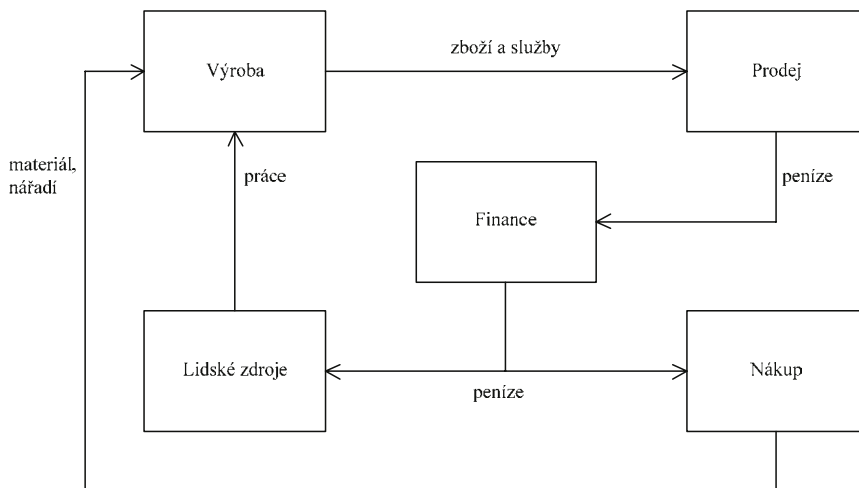 zboží a služby
Výroba
Prodej
materiál,
nářadí
práce
peníze
Finance
Lidské zdroje
peníze
Nákup